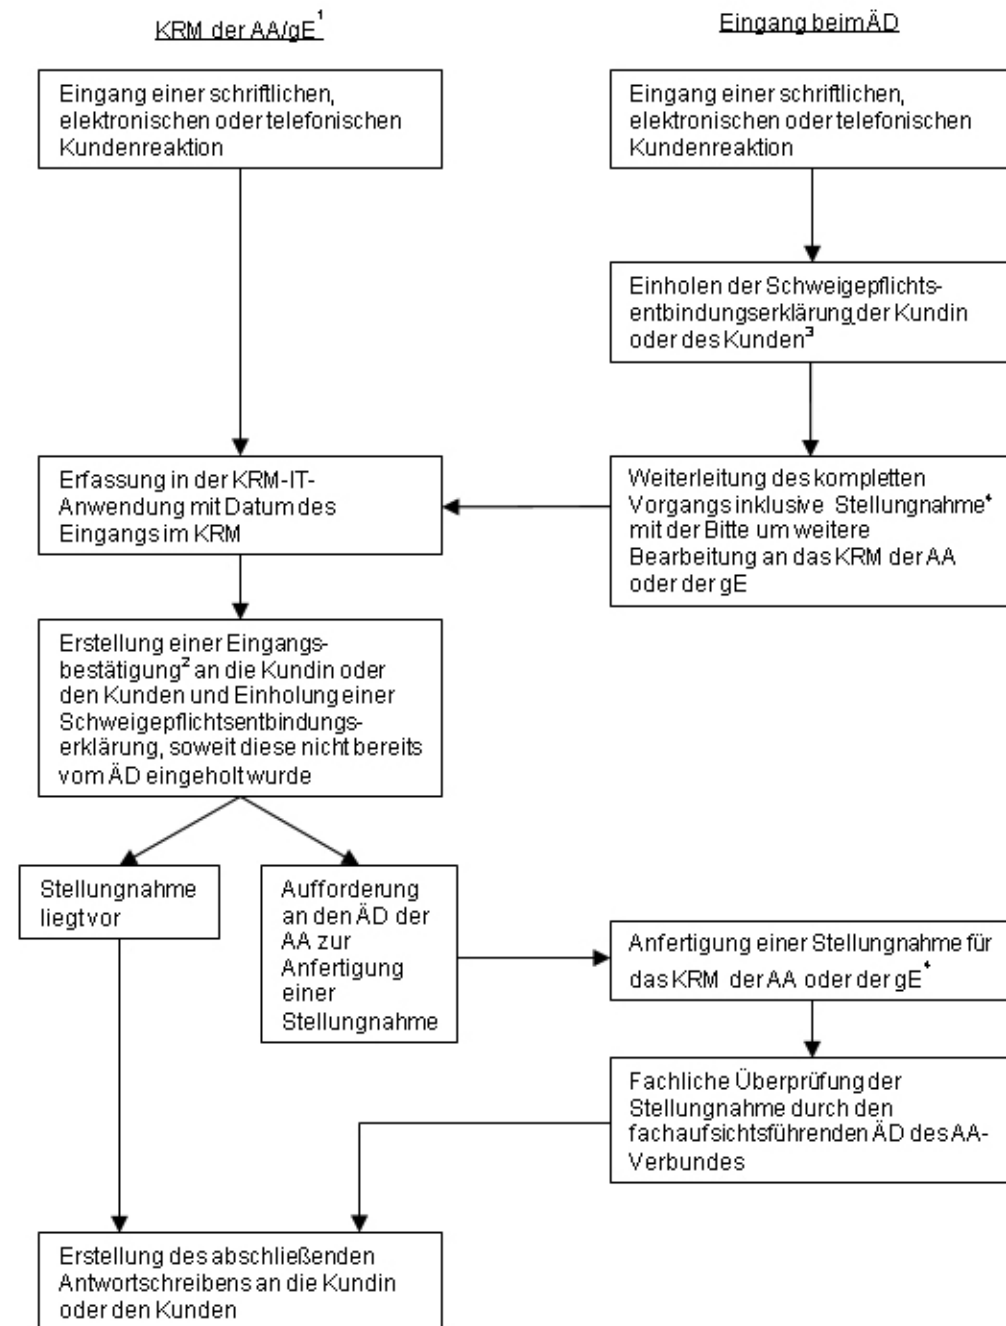 KRM der AA/gE¹
Eingang beim ÄD
Eingang einer schriftlichen,
elektronischen oder telefonischen
Kundenreaktion
Eingang einer schriftlichen,
elektronischen oder telefonischen
Kundenreaktion
Einholen der Schweigepflichts-
entbindungserklärung der Kundin
oder des Kunden³
Erfassung in der KRM-IT-
Anwendung mit Datum des
Eingangs im KRM
Weiterleitung des kompletten
Vorgangs inklusive Stellungnahme⁴
mit der Bitte um weitere
Bearbeitung an das KRM der AA
oder der gE
Erstellung einer Eingangs-
bestätigung² an die Kundin oder
den Kunden und Einholung einer
Schweigepflichtsentbindungs-
erklärung, soweit diese nicht bereits
vom ÄD eingeholt wurde
Stellungnahme
liegt vor
Aufforderung
an den ÄD der
AA zur
Anfertigung
einer
Stellungnahme
Anfertigung einer Stellungnahme für
das KRM der AA oder der gE⁴
Fachliche Überprüfung der
Stellungnahme durch den
fachaufsichtsführenden ÄD des AA-
Verbundes
Erstellung des abschließenden
Antwortschreibens an die Kundin
oder den Kunden